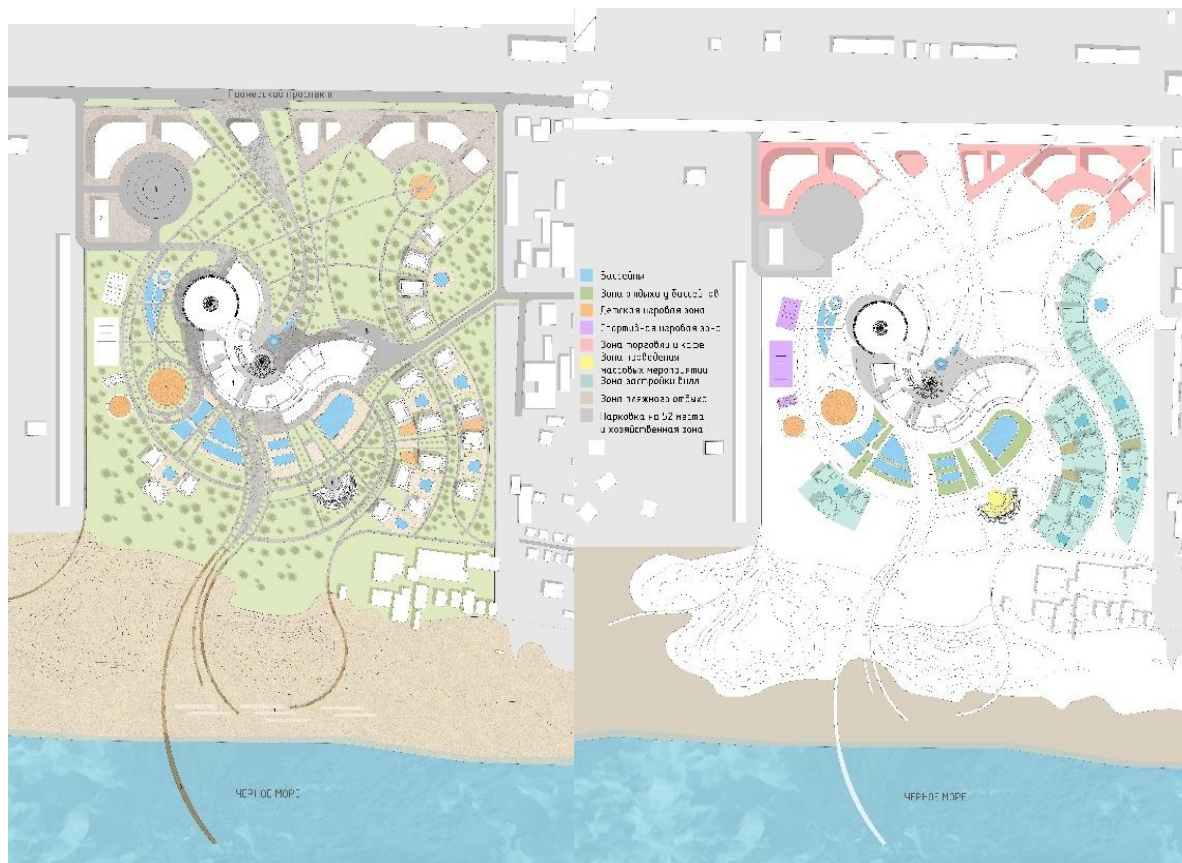 Пионерский проспект
Бассейны
Зона отдыха у бассейнов
Детская игровая зона
Спортивная игровая зона
Зона торговли и кафе
Зона проведения
массовых мероприятий
Зона застройки вилл
Зона пляжного отдыха
Парковка на 52 места
и хозяйственная зона
ЧЕРНОЕ МОРЕ
ЧЕРНОЕ МОРЕ